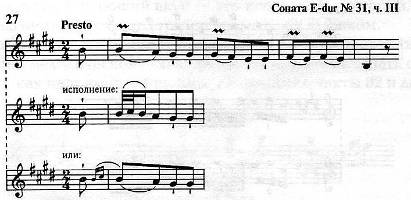 Соната E-dur № 31, ч. III
27
Presto
исполнение:
или: